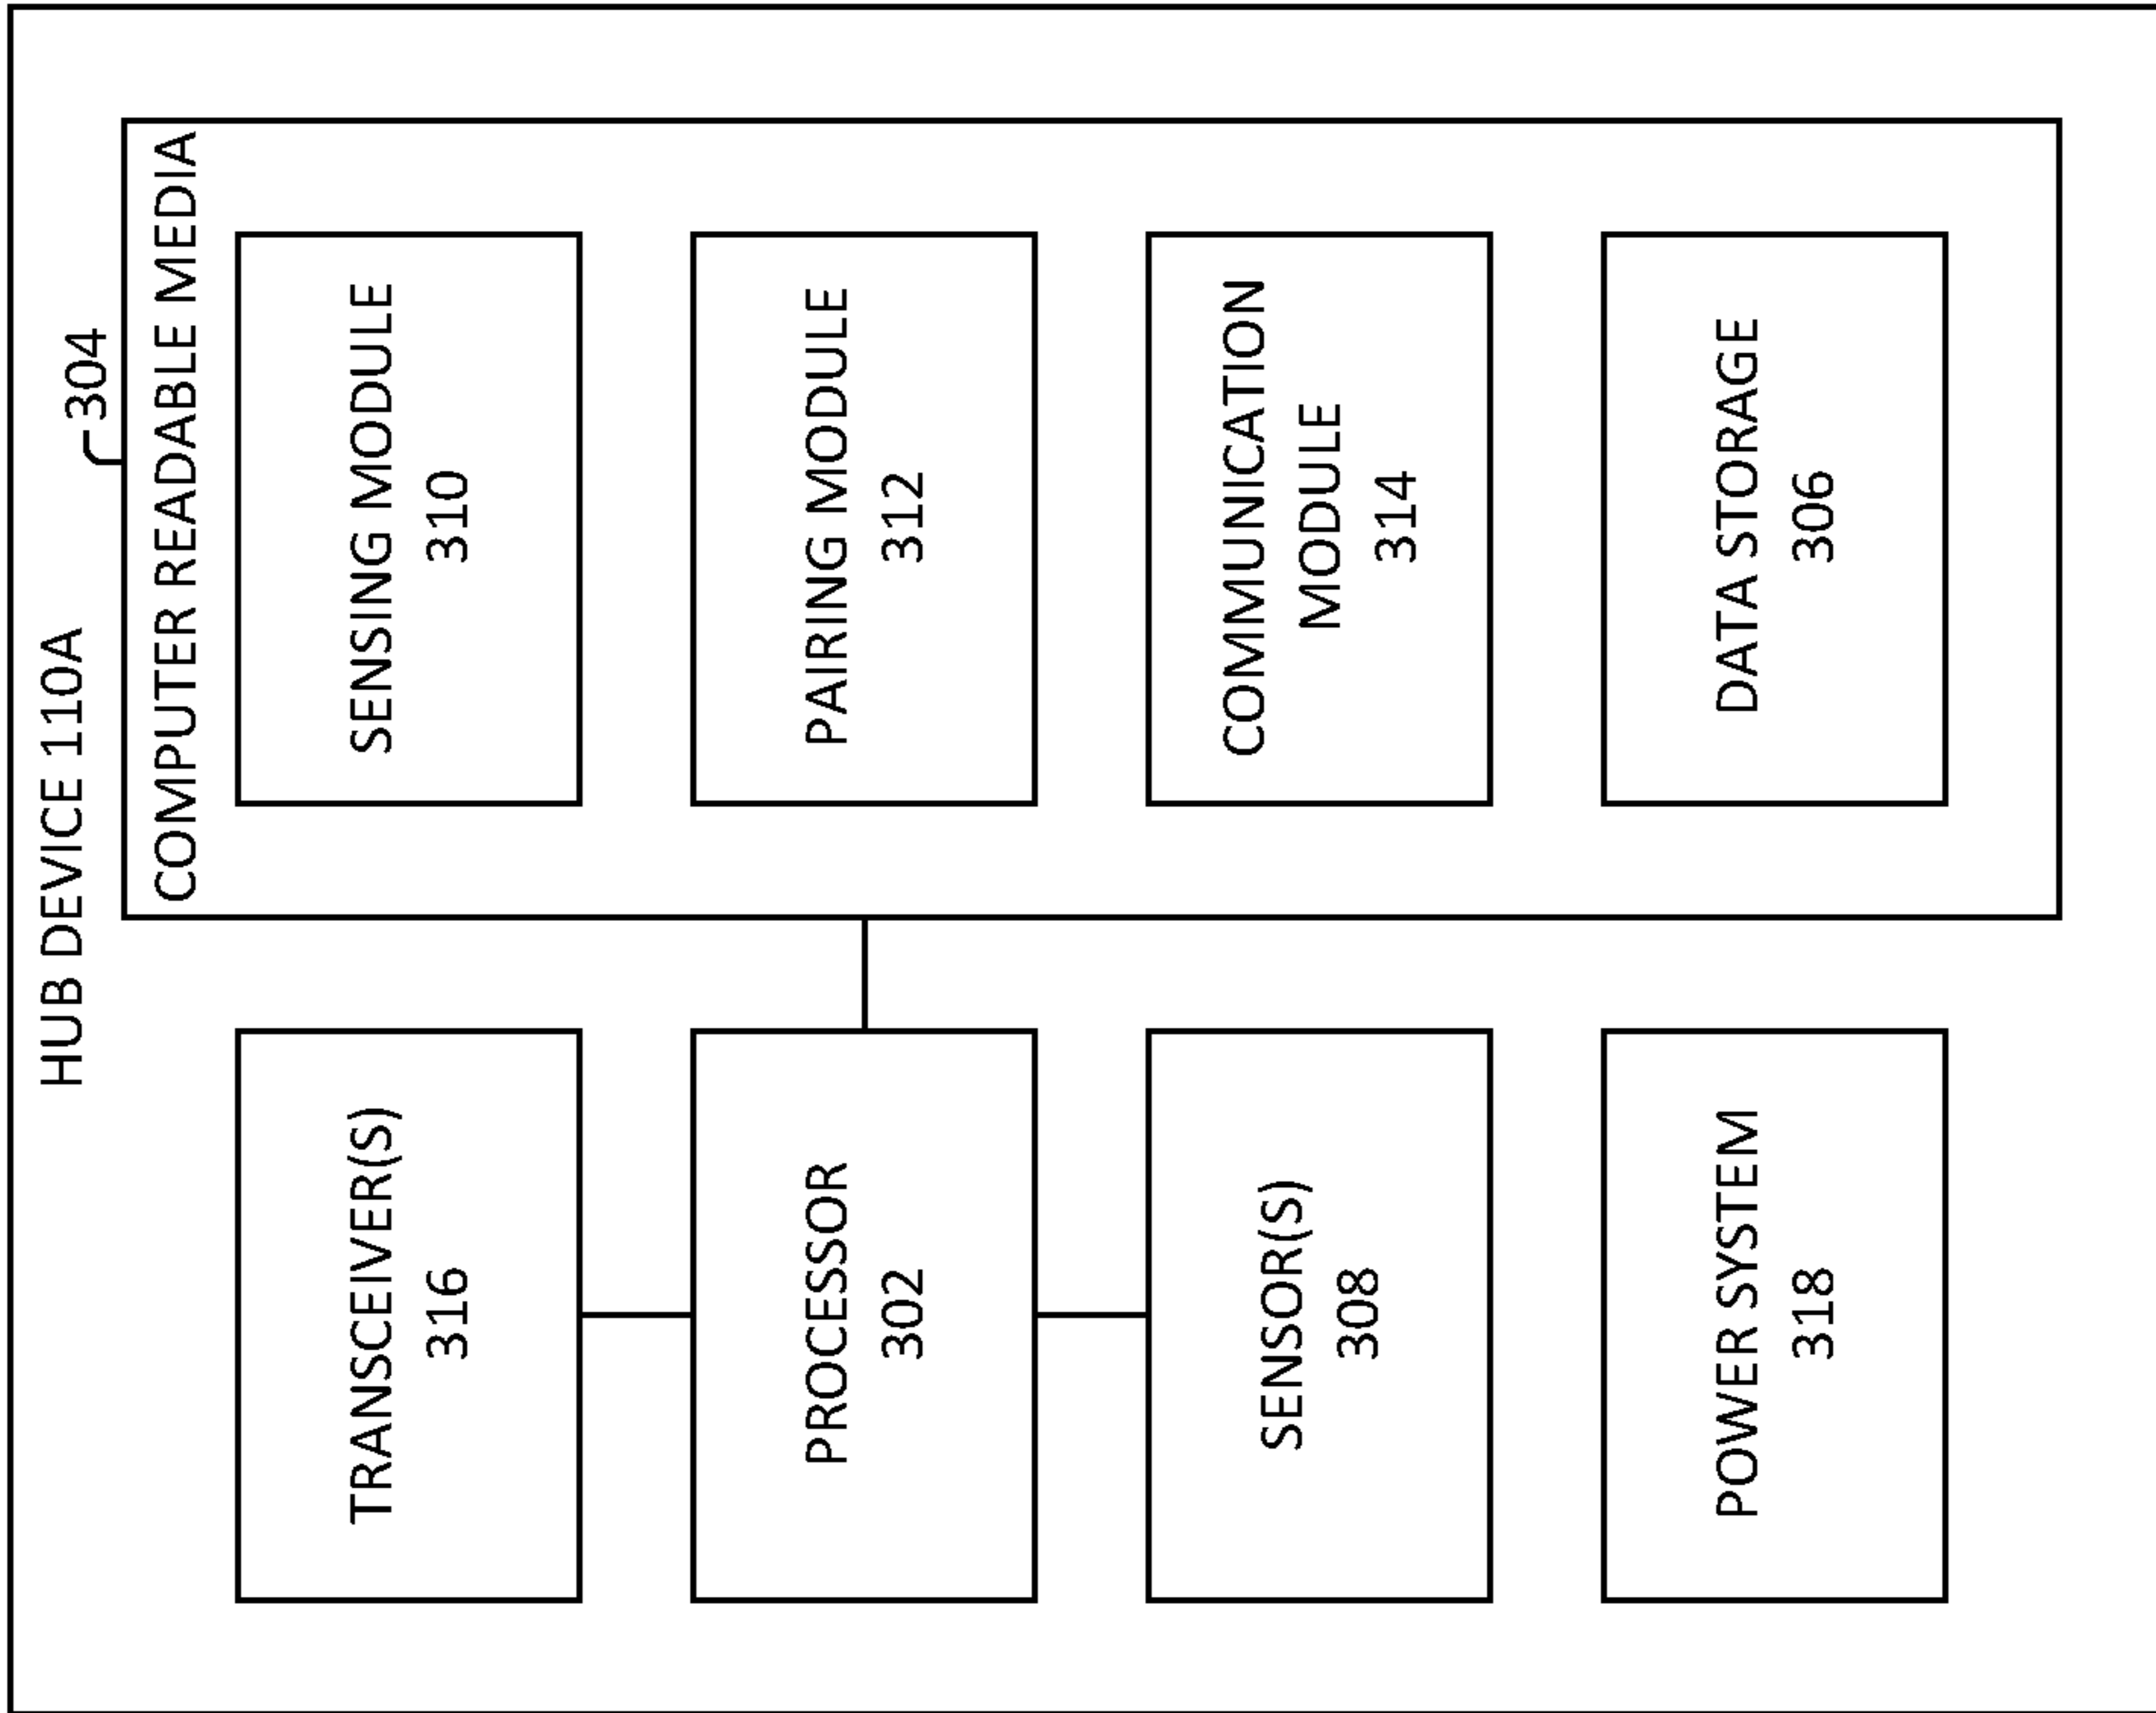 HUB DEVICE 110A
304
TRANSCEIVER(S)
316
PROCESSOR
302
SENSOR(S)
308
POWER SYSTEM
318
COMPUTER READABLE MEDIA
SENSING MODULE
310
PAIRING MODULE
312
COMMUNICATION
MODULE
314
DATA STORAGE
306